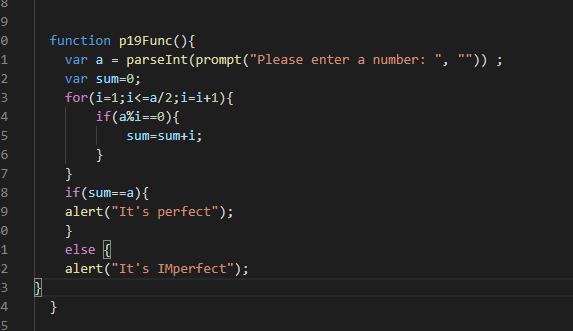 8
9
0 function p19Func(){
1 var a = parseInt(prompt("Please enter a number: ", "")) ;
2 var sum=0;
3 for(i=1;i<=a/2;i=i+1){
4 if(a%i==0){
5 sum=sum+i;
6 }
7 }
8 if(sum==a){
9 alert("It's perfect");
0 }
1 else {
2 alert("It's IMperfect");
3 }
4 }
5